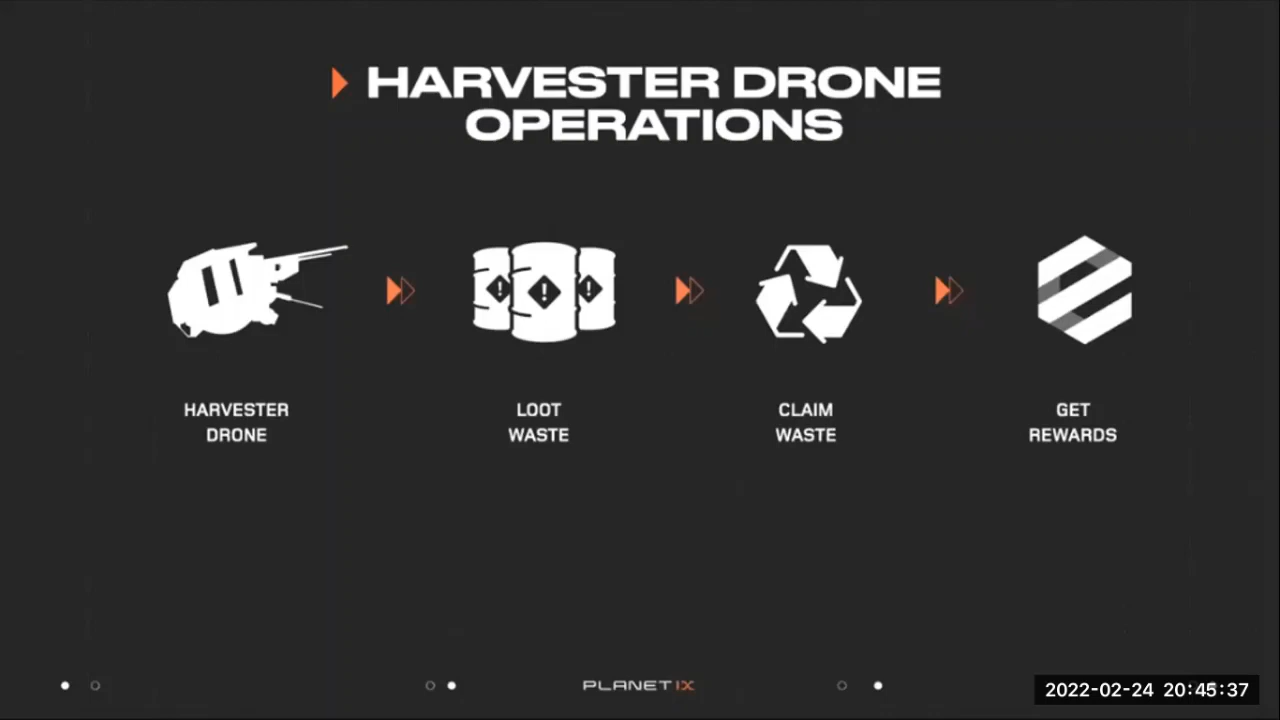 HARVESTER DRONE
OPERATIONS
HARVESTER
DRONE
LOOT
WASTE
CLAIM
WASTE
GET
REWARDS
PLANET IX
2022-02-24 20:45:37